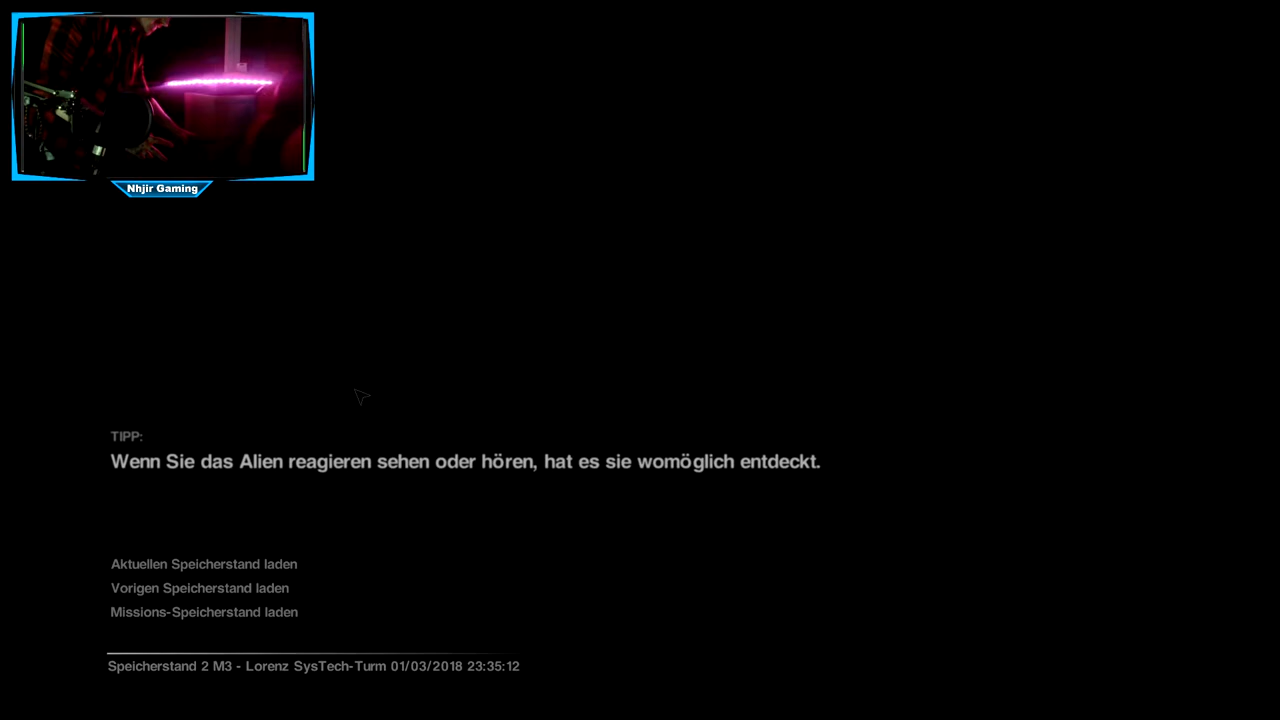 Nhjir Gaming
TIPP:
Wenn Sie das Alien reagieren sehen oder hören, hat es sie womöglich entdeckt.
Aktuellen Speicherstand laden
Vorigen Speicherstand laden
Missions-Speicherstand laden
Speicherstand 2 M3 - Lorenz SysTech-Turm 01/03/2018 23:35:12